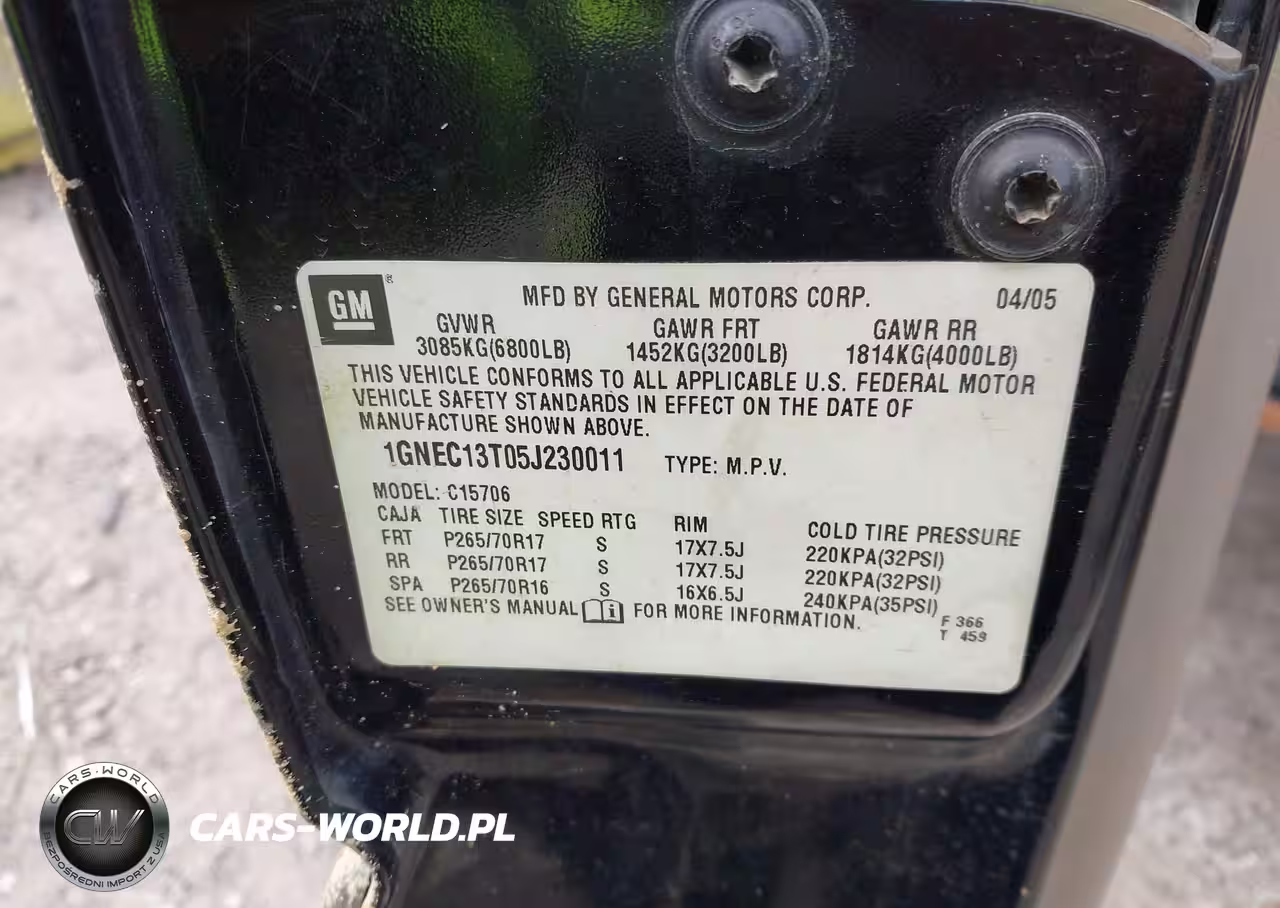 GM ® MFD BY GENERAL MOTORS CORP. 04/05
GVWR GAWR FRT GAWR RR
3085KG(6800LB) 1452KG(3200LB) 1814KG(4000LB)
THIS VEHICLE CONFORMS TO ALL APPLICABLE U.S. FEDERAL MOTOR
VEHICLE SAFETY STANDARDS IN EFFECT ON THE DATE OF
MANUFACTURE SHOWN ABOVE.
1GNEC13T05J230011 TYPE: M.P.V.
MODEL: C15706
CAJA TIRE SIZE SPEED RTG RIM COLD TIRE PRESSURE
FRT P265/70R17 S 17X7.5J 220KPA(32PSI)
RR P265/70R17 S 17X7.5J 220KPA(32PSI)
SPA P265/70R16 S 16X6.5J 240KPA(35PSI)
SEE OWNER'S MANUAL i FOR MORE INFORMATION.
F 366
T 459
CARS-WORLD
CW
BEZPOŚREDNI IMPORT Z USA
CARS-WORLD.PL